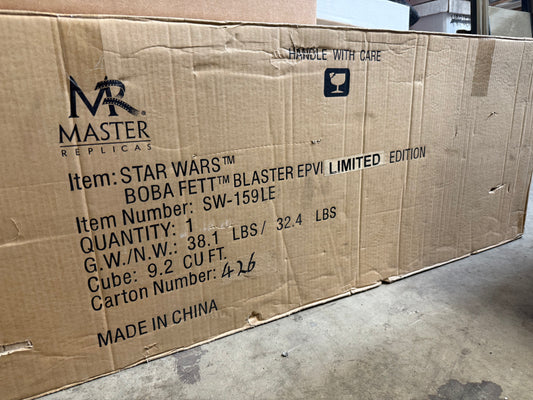 HANDLE WITH CARE
MR
MASTER
REPLICAS
Item: STAR WARS™
BOBA FETT™ BLASTER EPVI LIMITED EDITION
Item Number: SW-159LE
QUANTITY: 1
G.W./N.W.: 38.1 LBS/ 32.4 LBS
Cube: 9.2 CU FT.
Carton Number: 426
MADE IN CHINA